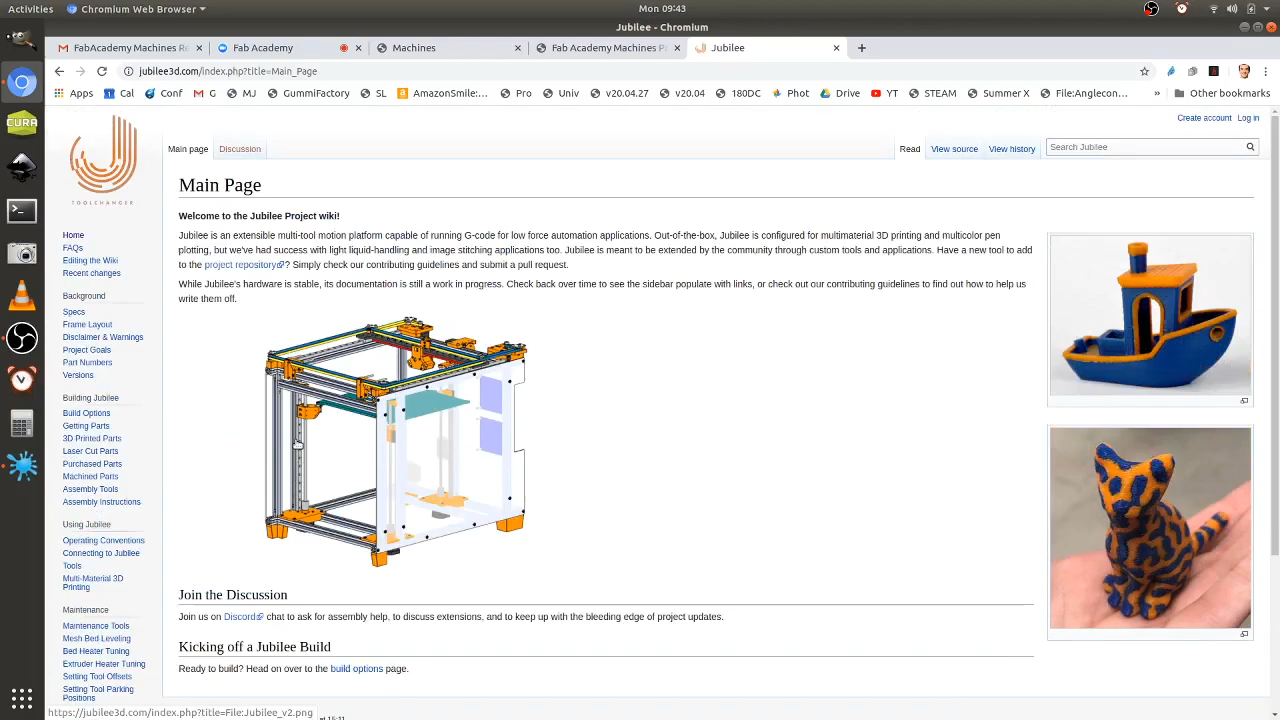 Activities
Chromium Web Browser
Mon 09:43
Jubilee - Chromium
FabAcademy Machines Re
Fab Academy
Machines
Fab Academy Machines P
Jubilee
jubilee3d.com/index.php?title=Main_Page
Apps
Cal
Conf
G
MJ
GummiFactory
SL
AmazonSmile:...
Pro
Univ
v20.04.27
v20.04
180DC
Phot
Drive
YT
STEAM
Summer X
File:Anglecon...
»
Other bookmarks
Create account
Log in
TOOLCHANGER
Main page
Discussion
Read
View source
View history
Search Jubilee
Home
FAQs
Editing the Wiki
Recent changes
Background
Specs
Frame Layout
Disclaimer & Warnings
Project Goals
Part Numbers
Versions
Building Jubilee
Build Options
Getting Parts
3D Printed Parts
Laser Cut Parts
Purchased Parts
Machined Parts
Assembly Tools
Assembly Instructions
Using Jubilee
Operating Conventions
Connecting to Jubilee
Tools
Multi-Material 3D
Printing
Maintenance
Maintenance Tools
Mesh Bed Leveling
Bed Heater Tuning
Extruder Heater Tuning
Setting Tool Offsets
Setting Tool Parking
Positions
Main Page
Welcome to the Jubilee Project wiki!
Jubilee is an extensible multi-tool motion platform capable of running G-code for low force automation applications. Out-of-the-box, Jubilee is configured for multimaterial 3D printing and multicolor pen
plotting, but we've had success with light liquid-handling and image stitching applications too. Jubilee is meant to be extended by the community through custom tools and applications. Have a new tool to add
to the project repository? Simply check our contributing guidelines and submit a pull request.
While Jubilee's hardware is stable, its documentation is still a work in progress. Check back over time to see the sidebar populate with links, or check out our contributing guidelines to find out how to help us
write them off.
Join the Discussion
Join us on Discord chat to ask for assembly help, to discuss extensions, and to keep up with the bleeding edge of project updates.
Kicking off a Jubilee Build
Ready to build? Head on over to the build options page.
https://jubilee3d.com/index.php?title=File:Jubilee_v2.png
CURA